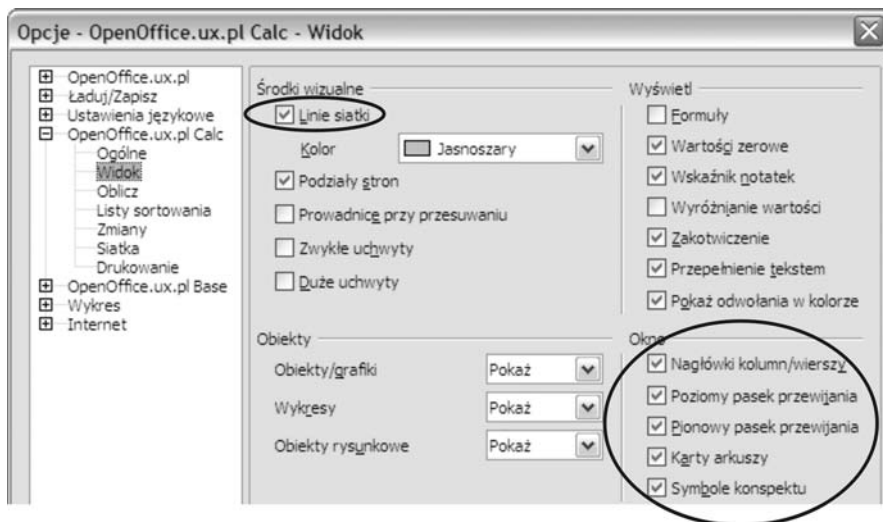 Opcje - OpenOffice.ux.pl Calc - Widok
OpenOffice.ux.pl
Ładuj/Zapisz
Ustawienia językowe
OpenOffice.ux.pl Calc
Ogólne
Widok
Oblicz
Listy sortowania
Zmiany
Siatka
Drukowanie
OpenOffice.ux.pl Base
Wykres
Internet
Środki wizualne
Linie siatki
Kolor Jasnoszary
Podziały stron
Prowadnice przy przesuwaniu
Zwykłe uchwyty
Duże uchwyty
Obiekty
Obiekty/grafiki Pokaż
Wykresy Pokaż
Obiekty rysunkowe Pokaż
Wyświetl
Formuły
Wartości zerowe
Wskaźnik notatek
Wyróżnianie wartości
Zakotwiczenie
Przepełnienie tekstem
Pokaż odwołania w kolorze
Okno
Nagłówki kolumn/wierszy
Poziomy pasek przewijania
Pionowy pasek przewijania
Karty arkuszy
Symbole konspektu